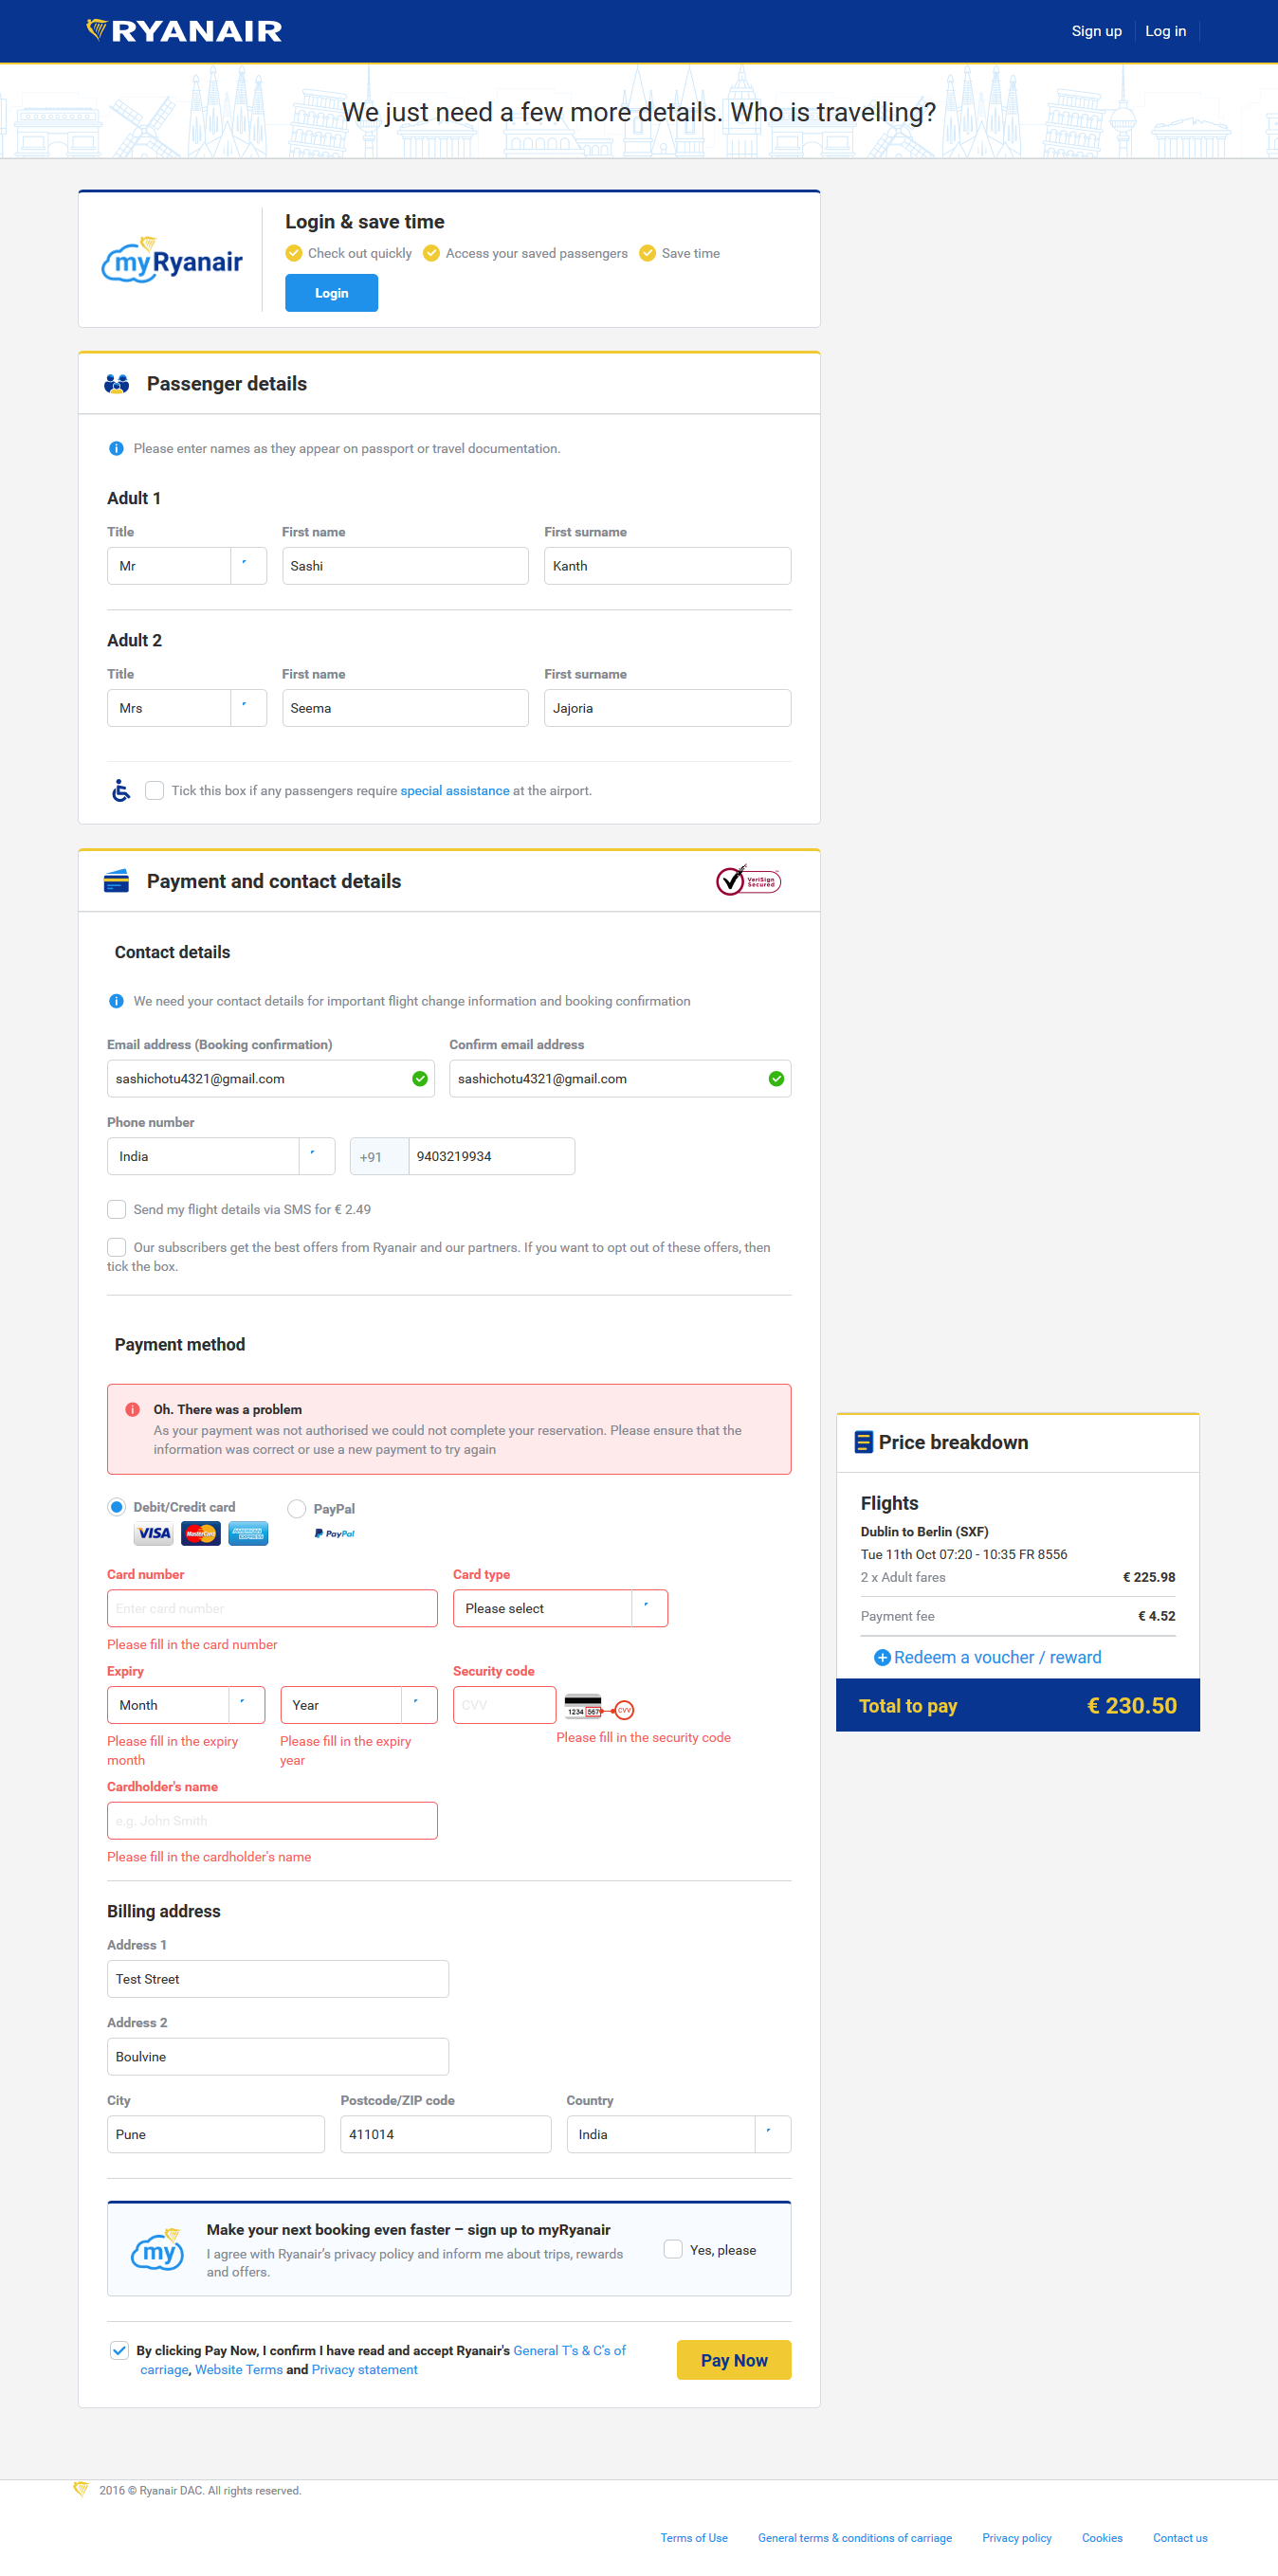 RYANAIR
Sign up
Log in
We just need a few more details. Who is travelling?
myRyanair
Login & save time
Check out quickly
Access your saved passengers
Save time
Login
Passenger details
Please enter names as they appear on passport or travel documentation.
Adult 1
Title
First name
First surname
Mr
Sashi
Kanth
Adult 2
Title
First name
First surname
Mrs
Seema
Jajoria
Tick this box if any passengers require special assistance at the airport.
Payment and contact details
VeriSign
Secured
Contact details
We need your contact details for important flight change information and booking confirmation
Email address (Booking confirmation)
Confirm email address
sashichotu4321@gmail.com
sashichotu4321@gmail.com
Phone number
India
+91
9403219934
Send my flight details via SMS for € 2.49
Our subscribers get the best offers from Ryanair and our partners. If you want to opt out of these offers, then
tick the box.
Payment method
Oh. There was a problem
As your payment was not authorised we could not complete your reservation. Please ensure that the
information was correct or use a new payment to try again
Debit/Credit card
PayPal
VISA
MasterCard
AMERICAN EXPRESS
PayPal
Card number
Card type
Enter card number
Please select
Please fill in the card number
Expiry
Security code
Month
Year
CVV
1234 567
CVV
Please fill in the expiry
month
Please fill in the expiry
year
Please fill in the security code
Cardholder's name
e.g. John Smith
Please fill in the cardholder's name
Billing address
Address 1
Test Street
Address 2
Boulvine
City
Postcode/ZIP code
Country
Pune
411014
India
my
Make your next booking even faster – sign up to myRyanair
I agree with Ryanair's privacy policy and inform me about trips, rewards
and offers.
Yes, please
By clicking Pay Now, I confirm I have read and accept Ryanair's General T's & C's of
carriage, Website Terms and Privacy statement
Pay Now
Price breakdown
Flights
Dublin to Berlin (SXF)
Tue 11th Oct 07:20 - 10:35 FR 8556
2 x Adult fares
€ 225.98
Payment fee
€ 4.52
Redeem a voucher / reward
Total to pay
€ 230.50
2016 © Ryanair DAC. All rights reserved.
Terms of Use
General terms & conditions of carriage
Privacy policy
Cookies
Contact us